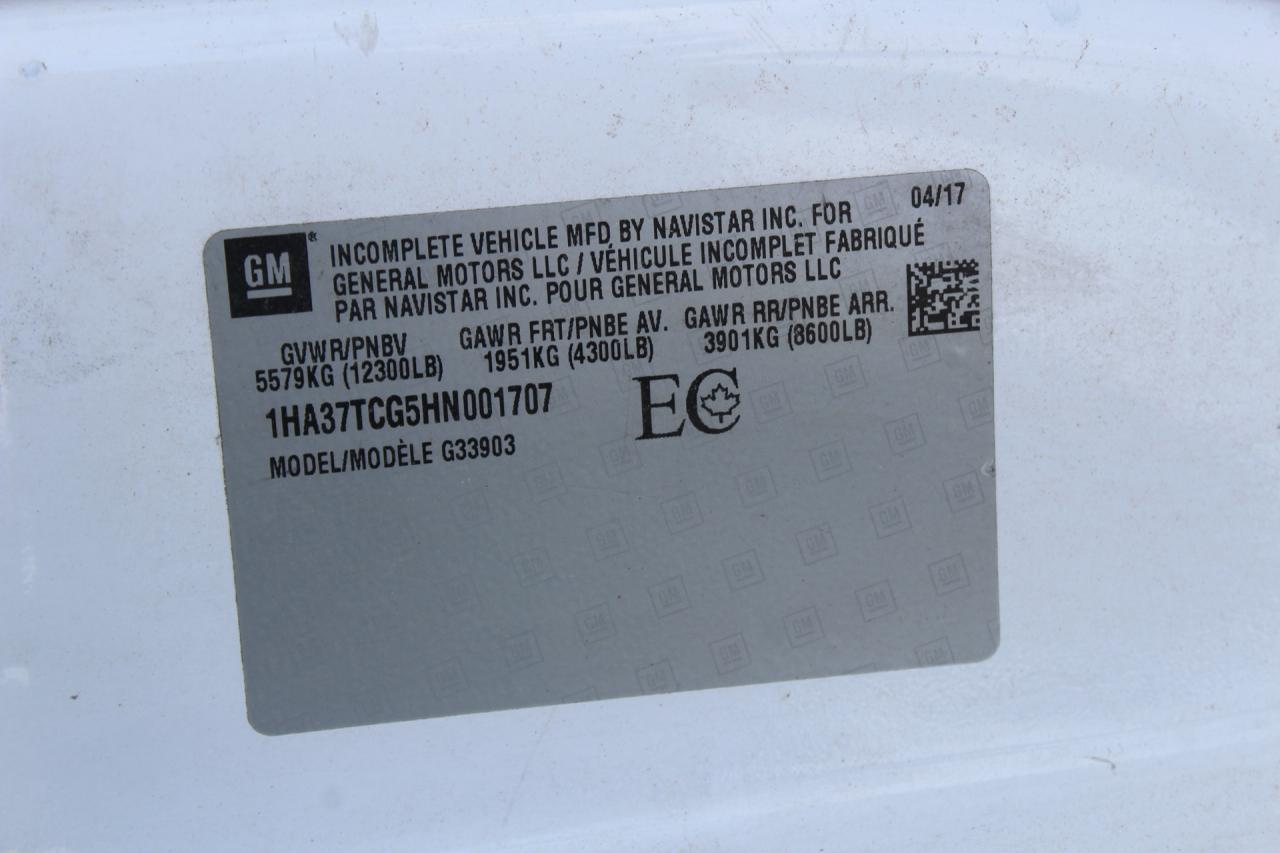 04/17
GM® INCOMPLETE VEHICLE MFD BY NAVISTAR INC. FOR
GENERAL MOTORS LLC / VÉHICULE INCOMPLET FABRIQUÉ
PAR NAVISTAR INC. POUR GENERAL MOTORS LLC
GVWR/PNBV GAWR FRT/PNBE AV. GAWR RR/PNBE ARR.
5579KG (12300LB) 1951KG (4300LB) 3901KG (8600LB)
1HA37TCG5HN001707 EC
MODEL/MODÈLE G33903